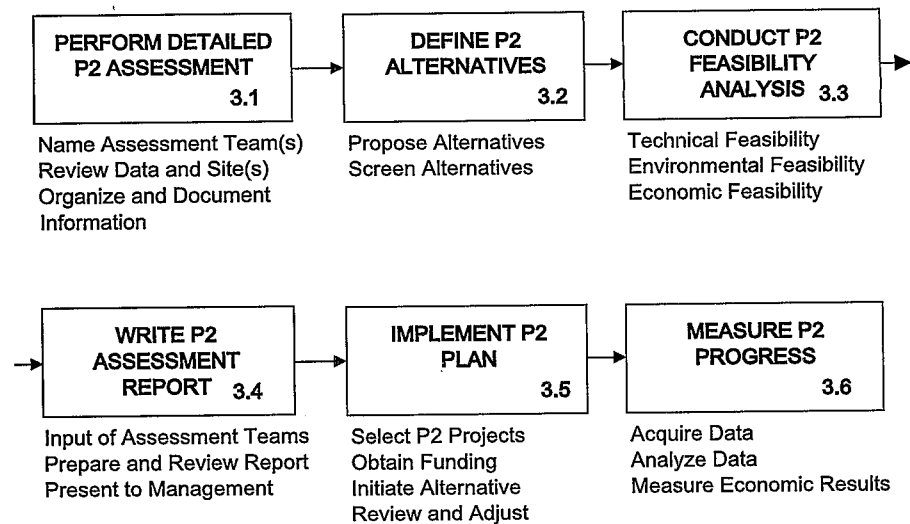 PERFORM DETAILED
P2 ASSESSMENT
3.1
Name Assessment Team(s)
Review Data and Site(s)
Organize and Document
Information
DEFINE P2
ALTERNATIVES
3.2
Propose Alternatives
Screen Alternatives
CONDUCT P2
FEASIBILITY
ANALYSIS 3.3
Technical Feasibility
Environmental Feasibility
Economic Feasibility
WRITE P2
ASSESSMENT
REPORT 3.4
Input of Assessment Teams
Prepare and Review Report
Present to Management
IMPLEMENT P2
PLAN
3.5
Select P2 Projects
Obtain Funding
Initiate Alternative
Review and Adjust
MEASURE P2
PROGRESS
3.6
Acquire Data
Analyze Data
Measure Economic Results